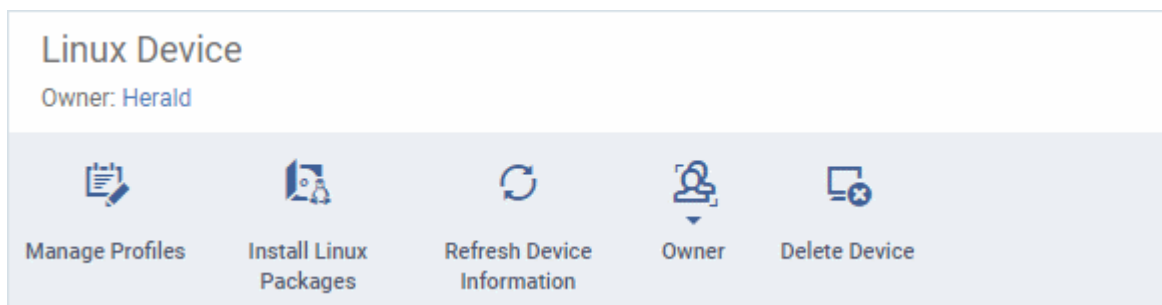 Linux Device
Owner: Herald
Manage Profiles
Install Linux
Packages
Refresh Device
Information
Owner
Delete Device